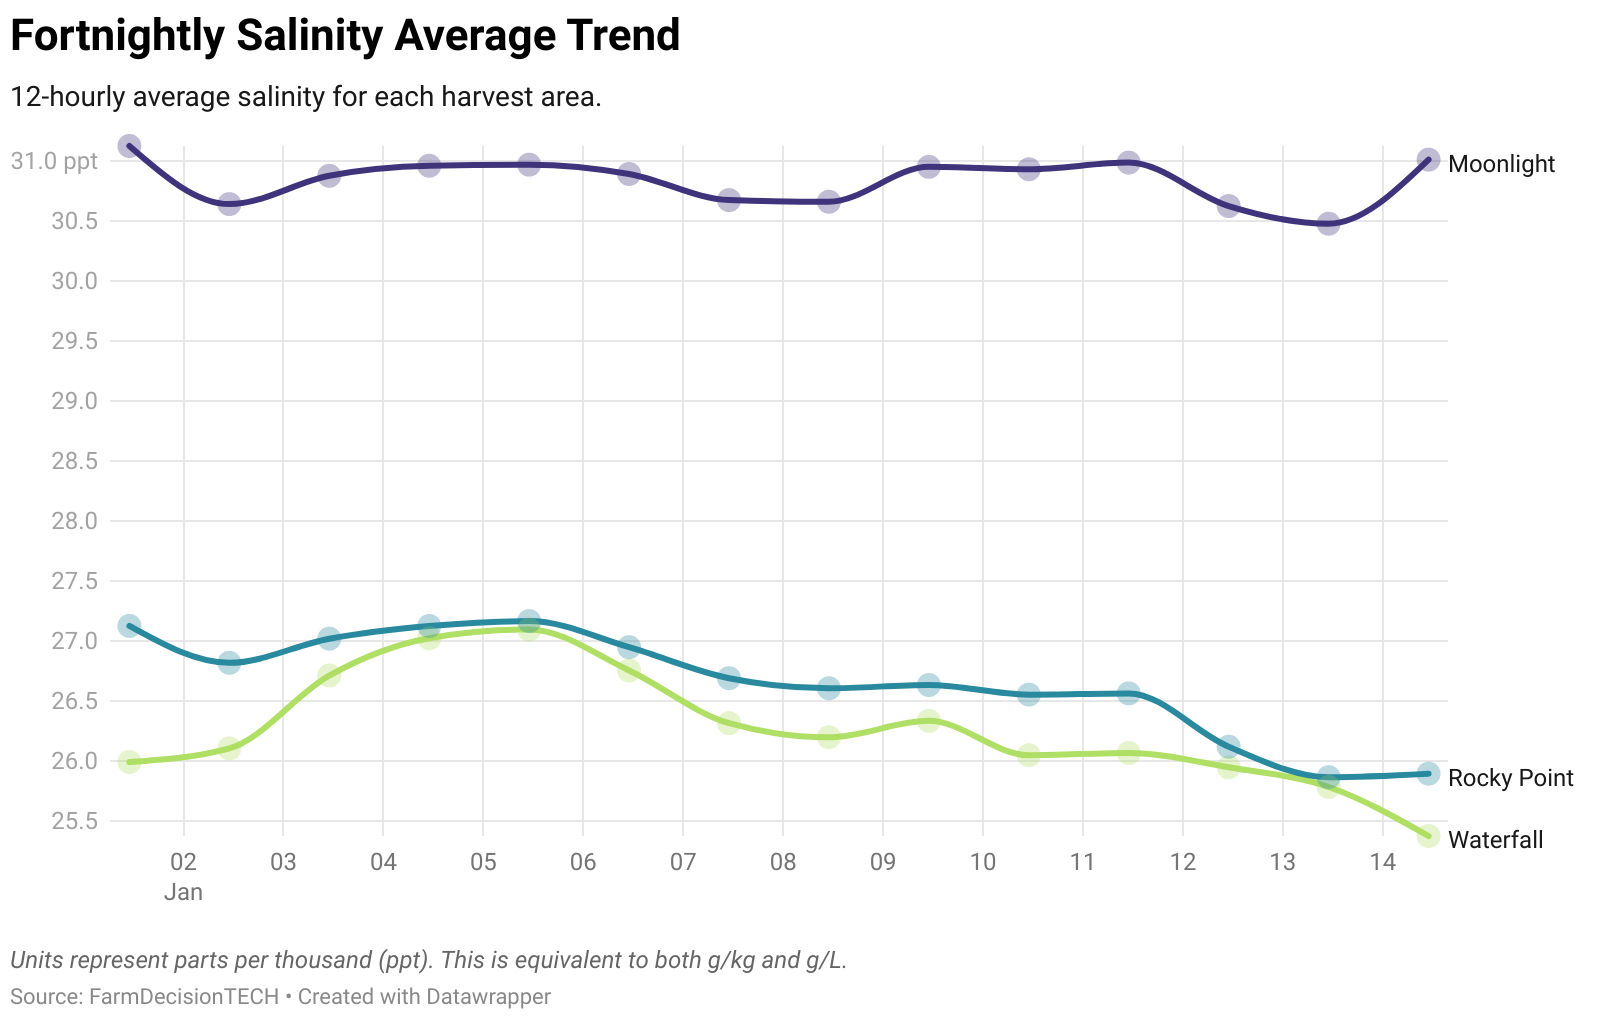 Fortnightly Salinity Average Trend
12-hourly average salinity for each harvest area.
31.0 ppt
30.5
30.0
29.5
29.0
28.5
28.0
27.5
27.0
26.5
26.0
25.5
Moonlight
Rocky Point
Waterfall
02 03 04 05 06 07 08 09 10 11 12 13 14
Jan
Units represent parts per thousand (ppt). This is equivalent to both g/kg and g/L.
Source: FarmDecisionTECH • Created with Datawrapper